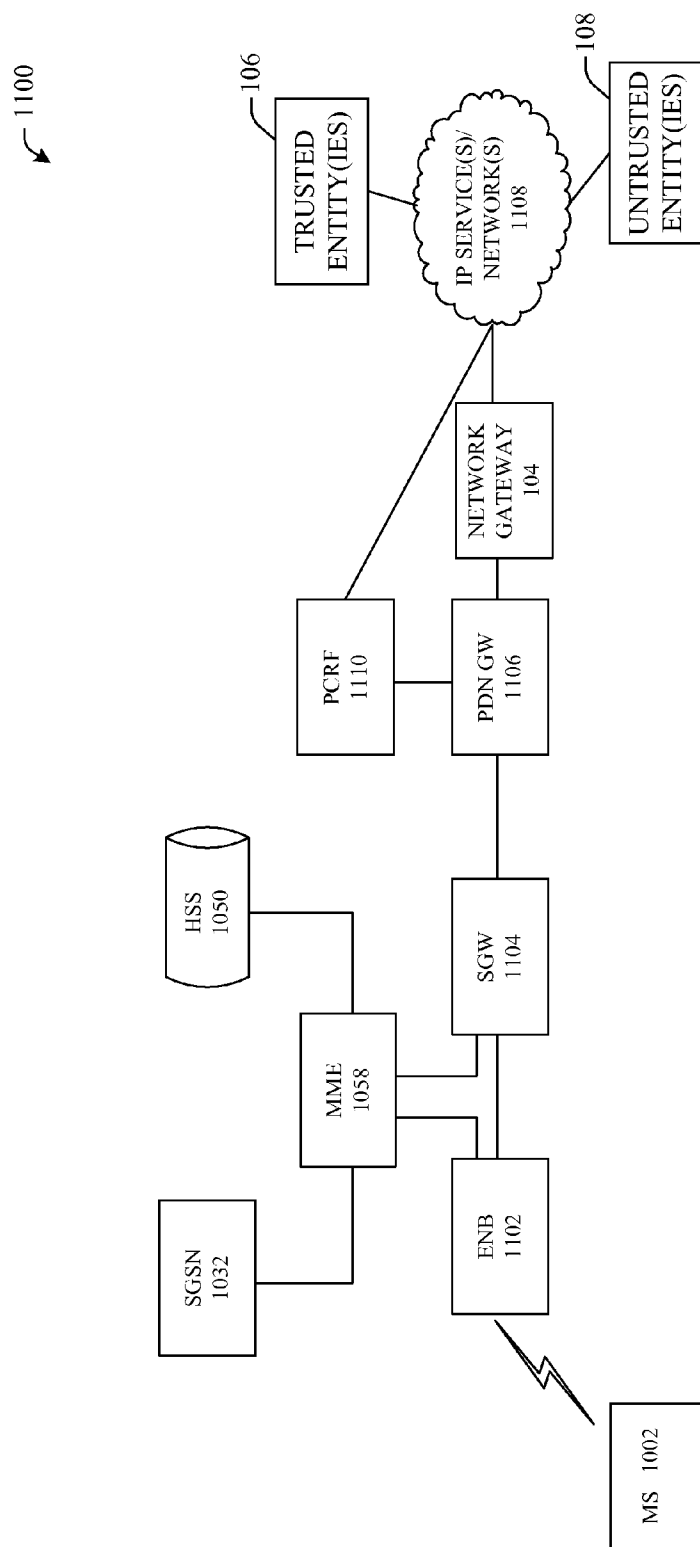 1100
SGSN
1032
HSS
1050
MME
1058
PCRF
1110
TRUSTED
ENTITY(IES)
106
MS 1002
ENB
1102
SGW
1104
PDN GW
1106
NETWORK
GATEWAY
104
IP SERVICE(S)/
NETWORK(S)
1108
UNTRUSTED
ENTITY(IES)
108